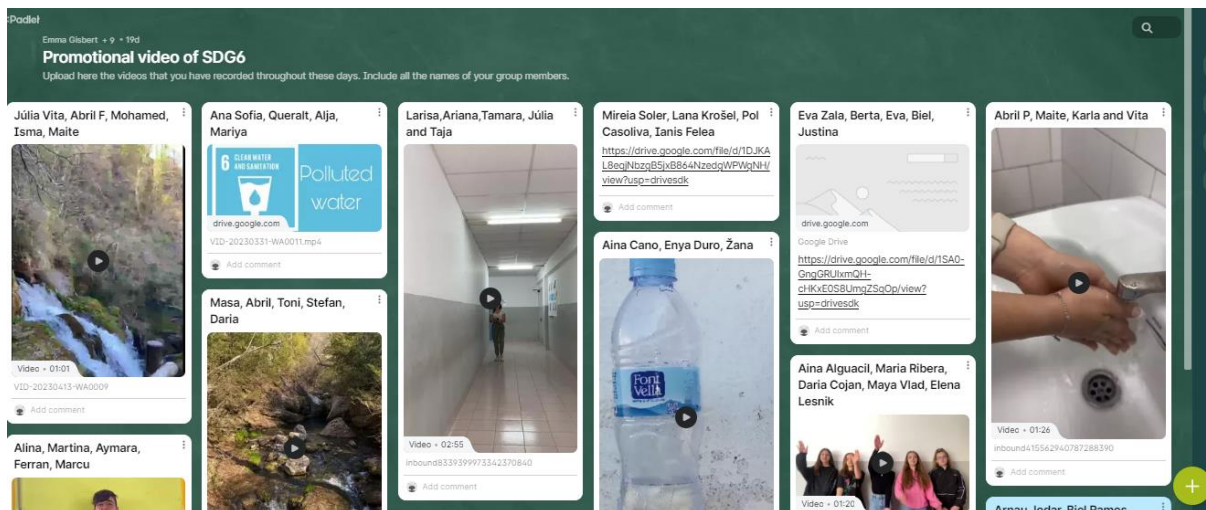 :Padlet
Emma Gisbert + 9 • 19d
Promotional video of SDG6
Upload here the videos that you have recorded throughout these days. Include all the names of your group members.
Júlia Vita, Abril F, Mohamed,
Isma, Maite
Video • 01:01
VID-20230413-WA0009
Add comment
Alina, Martina, Aymara,
Ferran, Marcu
Ana Sofia, Queralt, Alja,
Mariya
6 CLEAN WATER
AND SANITATION
Polluted
water
drive.google.com
VID-20230331-WA0011.mp4
Add comment
Masa, Abril, Toni, Stefan,
Daria
Larisa,Ariana,Tamara, Júlia
and Taja
Video • 02:55
inbound8339399973342370840
Add comment
Mireia Soler, Lana Krošel, Pol
Casoliva, Ianis Felea
https://drive.google.com/file/d/1DJKA
L8eqjNbzgB5jxB864NzedgWPWgNH/
view?usp=drivesdk
Add comment
Aina Cano, Enya Duro, Žana
Font
Vella
Eva Zala, Berta, Eva, Biel,
Justina
drive.google.com
Google Drive
https://drive.google.com/file/d/1SA0-
GngGRUIxmQH-
cHKxE0S8UmgZSqOp/view?
usp=drivesdk
Add comment
Aina Alguacil, Maria Ribera,
Daria Cojan, Maya Vlad, Elena
Lesnik
Video • 01:20
Abril P, Maite, Karla and Vita
Video • 01:26
inbound415562940787288390
Add comment
Arnau Jodar, Biel Ramos